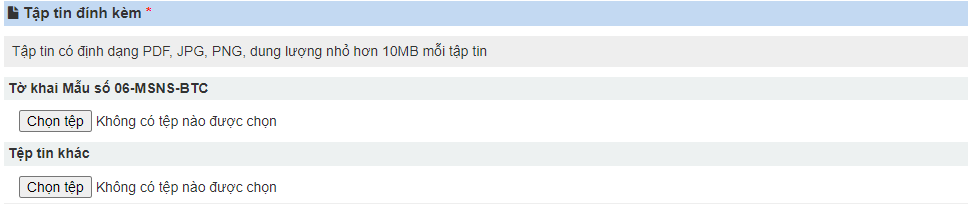 Tập tin đính kèm *
Tập tin có định dạng PDF, JPG, PNG, dung lượng nhỏ hơn 10MB mỗi tập tin
Tờ khai Mẫu số 06-MSNS-BTC
Chọn tệp Không có tệp nào được chọn
Tệp tin khác
Chọn tệp Không có tệp nào được chọn